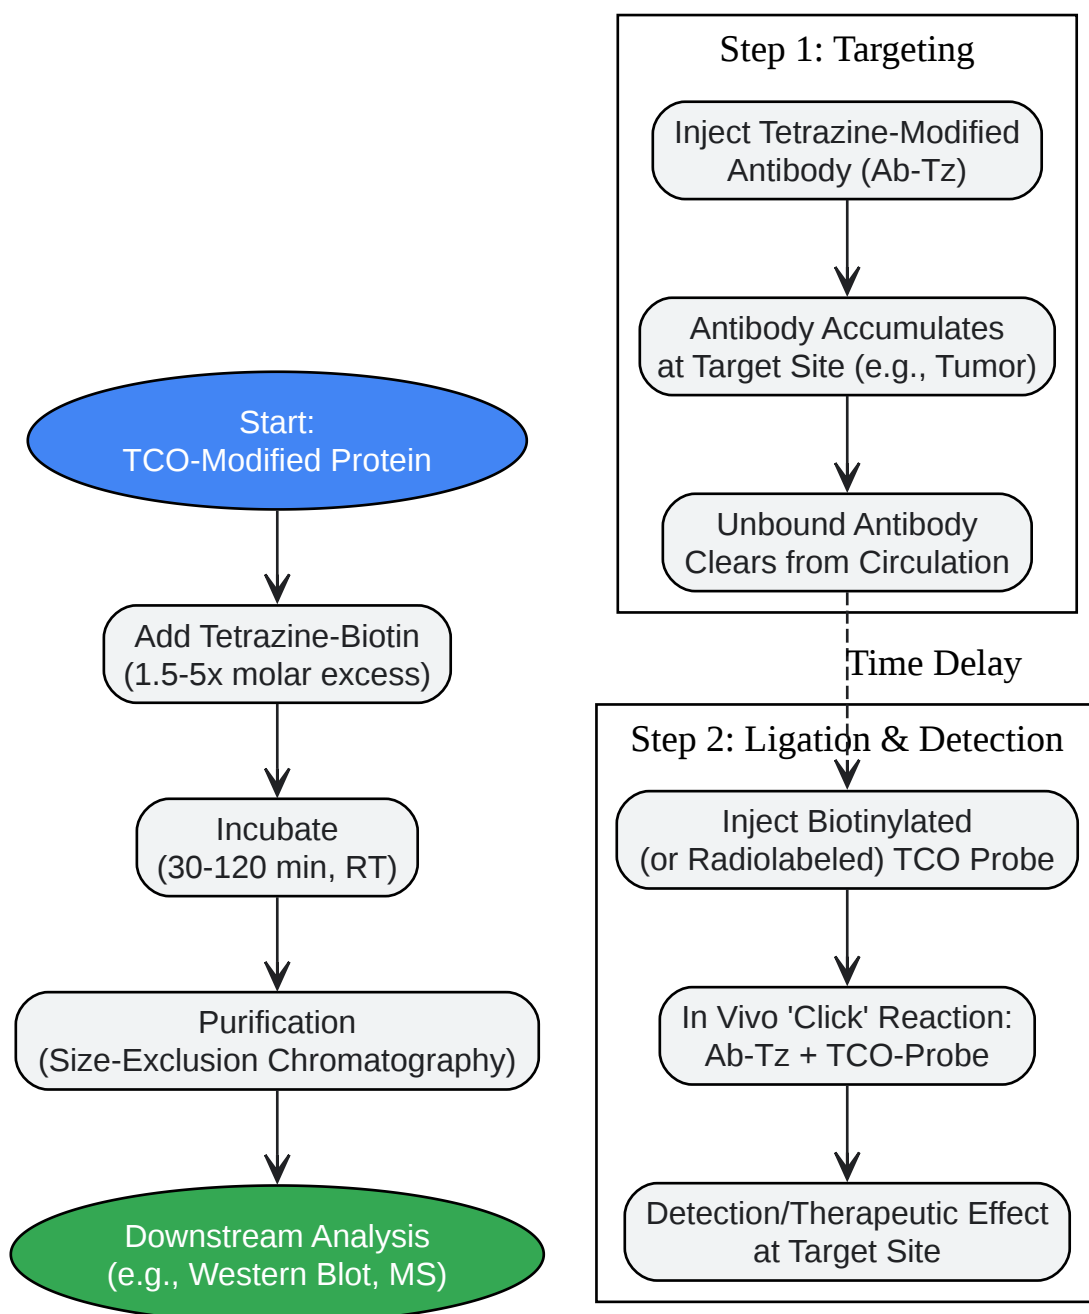 Start:
TCO-Modified Protein
Add Tetrazine-Biotin
(1.5-5x molar excess)
Incubate
(30-120 min, RT)
Purification
(Size-Exclusion Chromatography)
Downstream Analysis
(e.g., Western Blot, MS)
Step 1: Targeting
Inject Tetrazine-Modified
Antibody (Ab-Tz)
Antibody Accumulates
at Target Site (e.g., Tumor)
Unbound Antibody
Clears from Circulation
Time Delay
Step 2: Ligation & Detection
Inject Biotinylated
(or Radiolabeled) TCO Probe
In Vivo 'Click' Reaction:
Ab-Tz + TCO-Probe
Detection/Therapeutic Effect
at Target Site